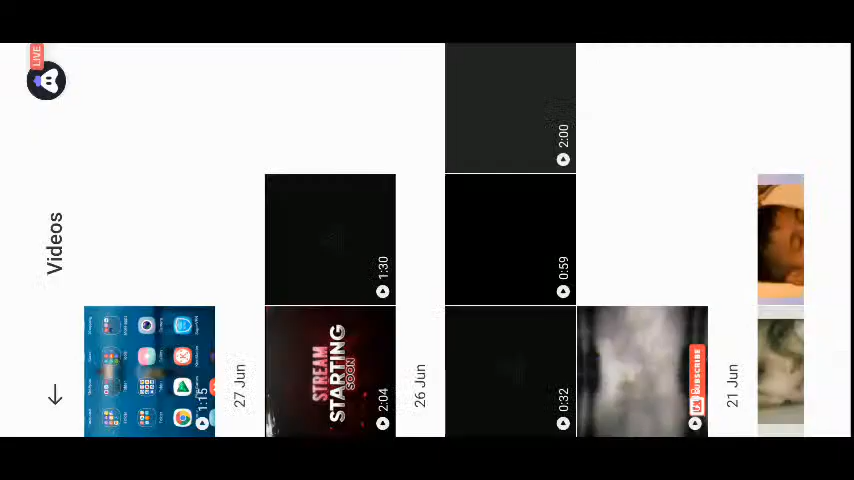 LIVE
Videos
1:15
27 Jun
STREAM
STARTING
SOON
2:04
1:30
26 Jun
0:32
0:59
2:00
SUBSCRIBE
21 Jun